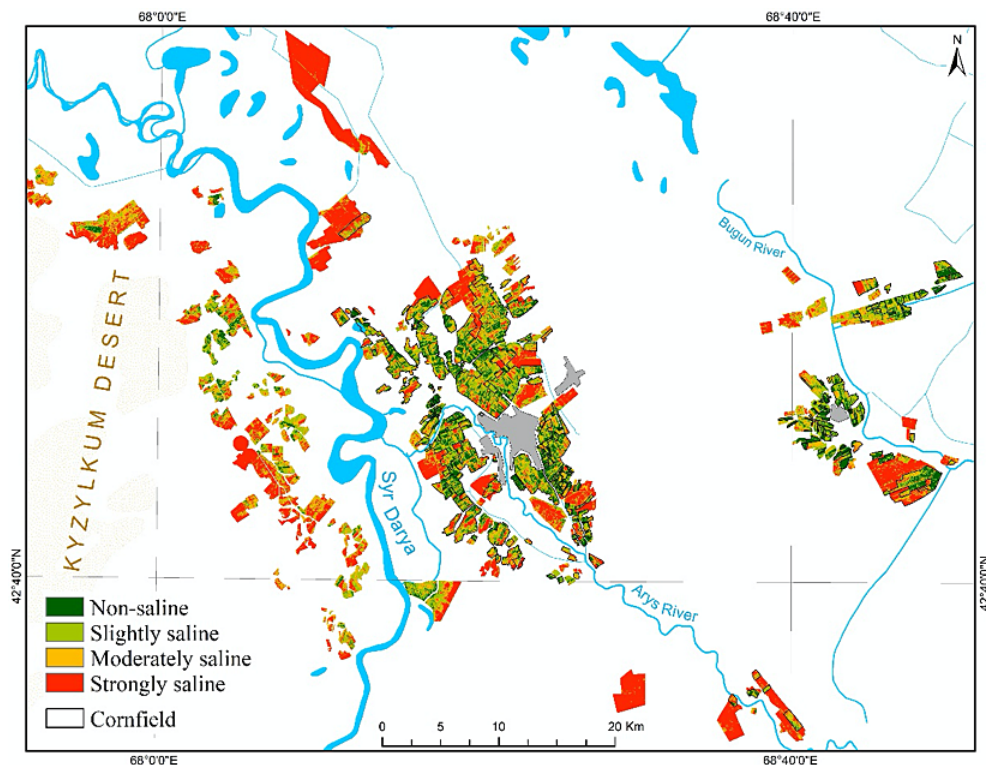 68°0'0"E
68°40'0"E
N
Bugun River
KYZYLKUM DESERT
Syr Darya
42°40'0"N
42°40'0"N
Non-saline
Slightly saline
Moderately saline
Strongly saline
Cornfield
Arys River
0 5 10 20 Km
68°0'0"E
68°40'0"E